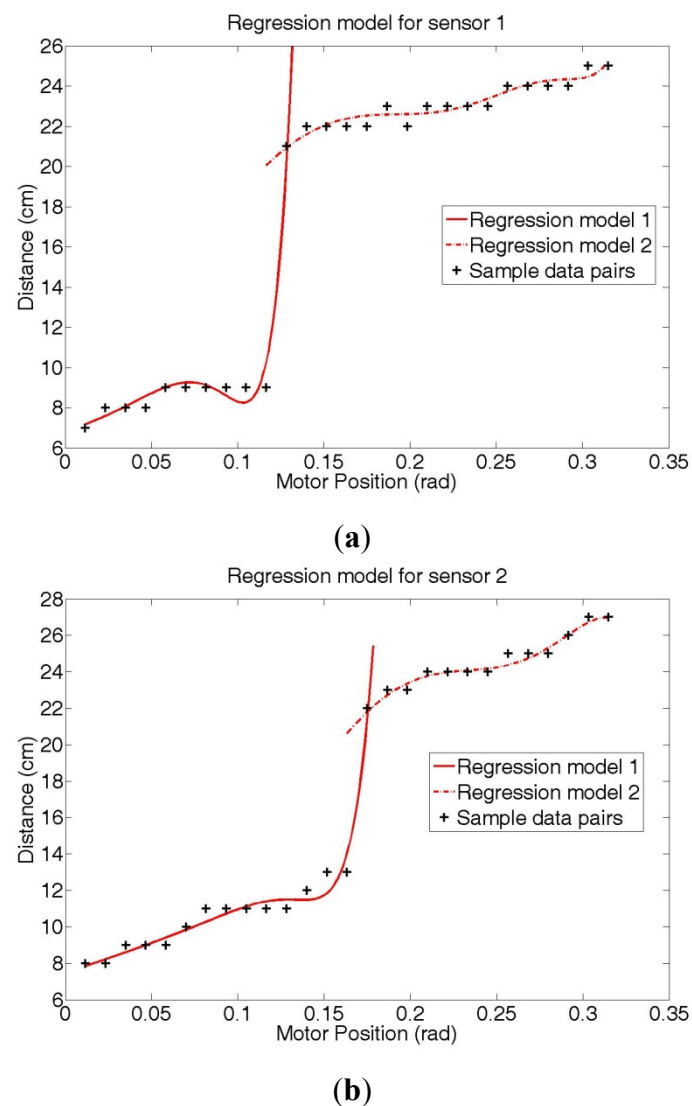 Regression model for sensor 1
26
24
22
20
18
16
14
12
10
8
6
Distance (cm)
Regression model 1
Regression model 2
Sample data pairs
0 0.05 0.1 0.15 0.2 0.25 0.3 0.35
Motor Position (rad)
(a)
Regression model for sensor 2
28
26
24
22
20
18
16
14
12
10
8
6
Distance (cm)
Regression model 1
Regression model 2
Sample data pairs
0 0.05 0.1 0.15 0.2 0.25 0.3 0.35
Motor Position (rad)
(b)